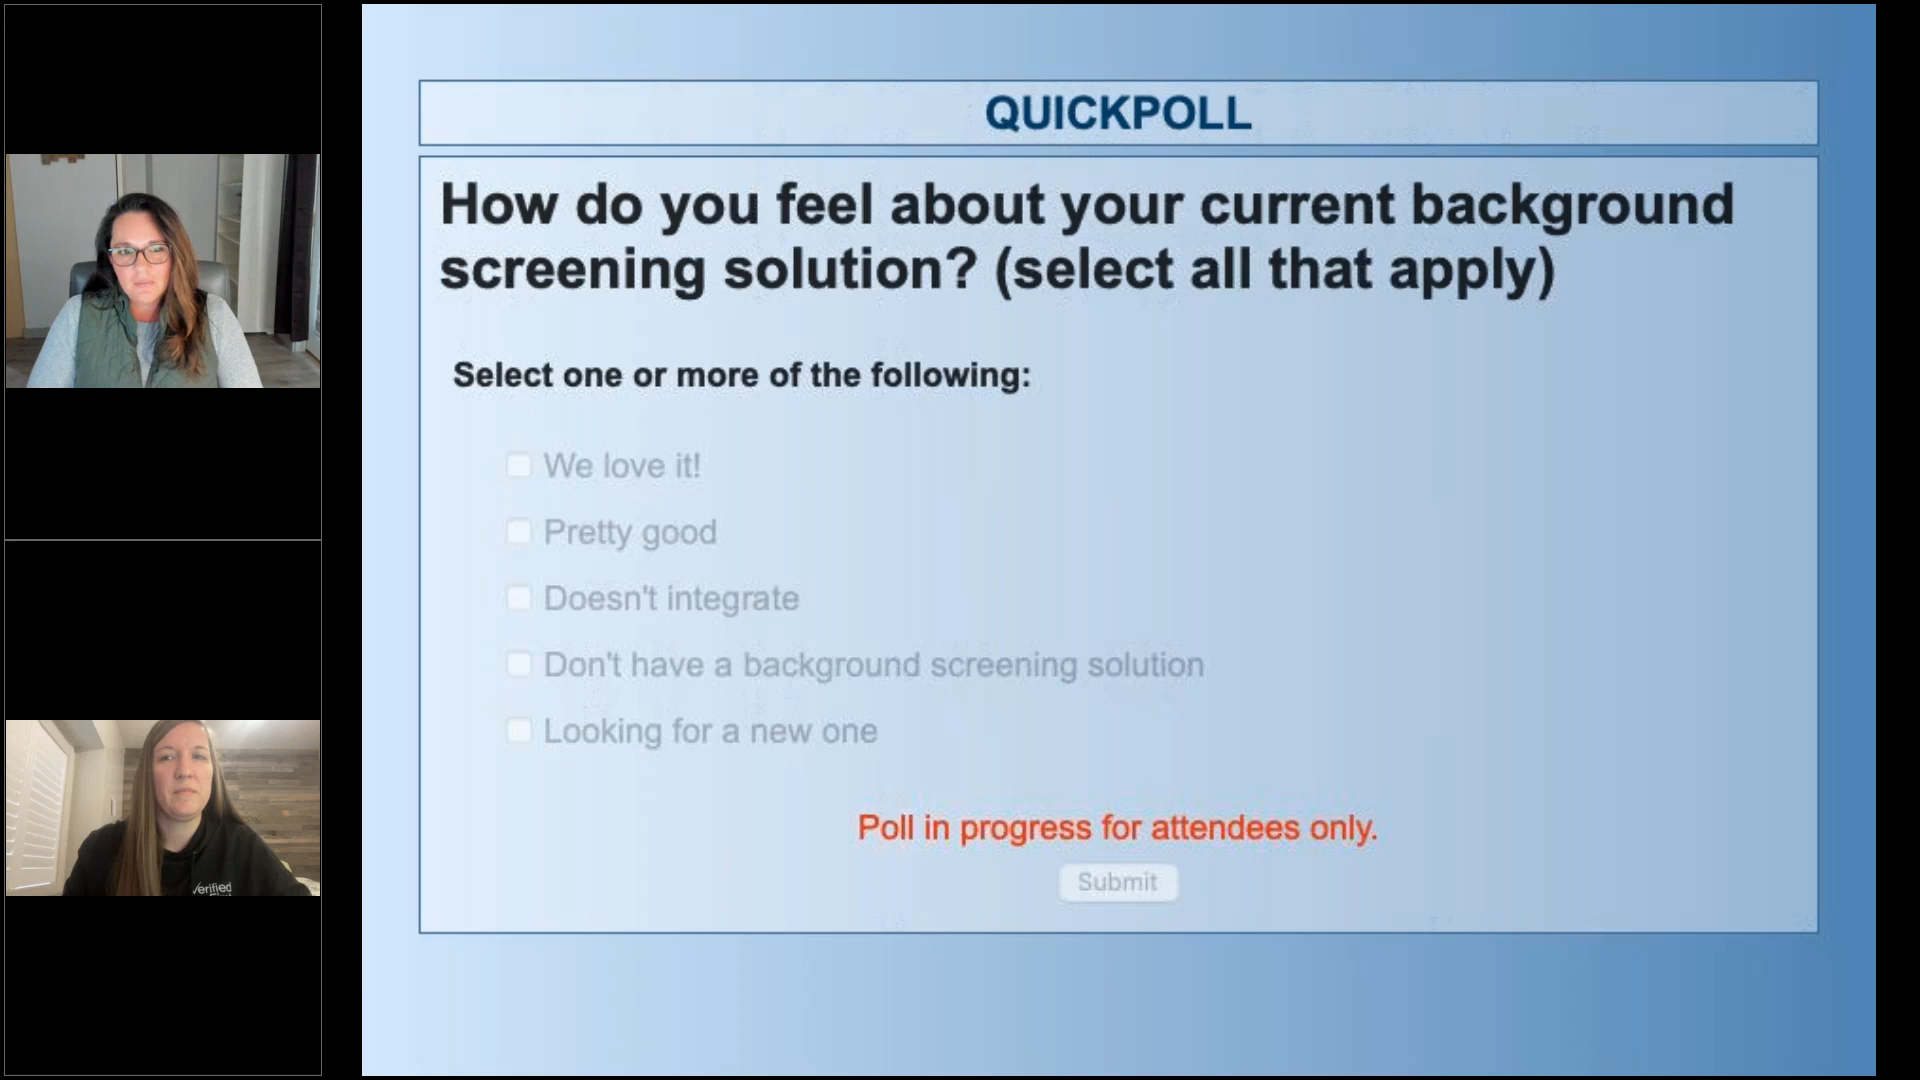 QUICKPOLL
How do you feel about your current background
screening solution? (select all that apply)
Select one or more of the following:
We love it!
Pretty good
Doesn't integrate
Don't have a background screening solution
Looking for a new one
Poll in progress for attendees only.
Submit
Verified